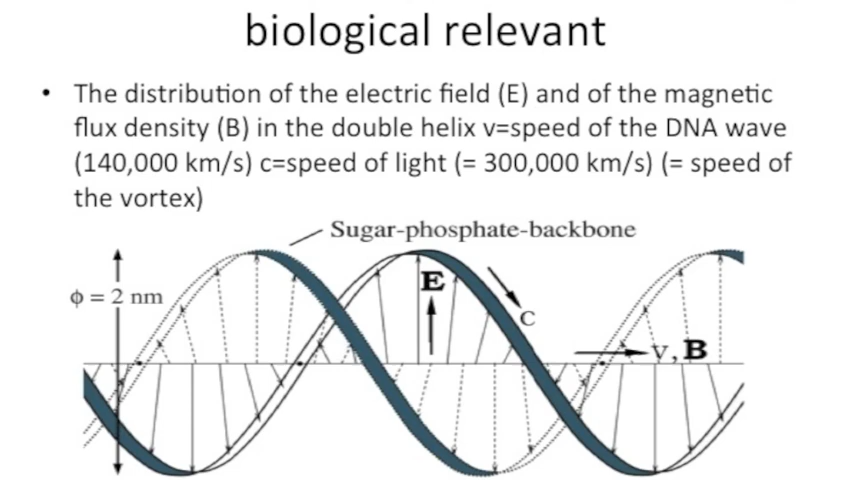 biological relevant
• The distribution of the electric field (E) and of the magnetic
flux density (B) in the double helix v=speed of the DNA wave
(140,000 km/s) c=speed of light (= 300,000 km/s) (= speed of
the vortex)
Sugar-phosphate-backbone
E
ϕ = 2 nm
C
V, B